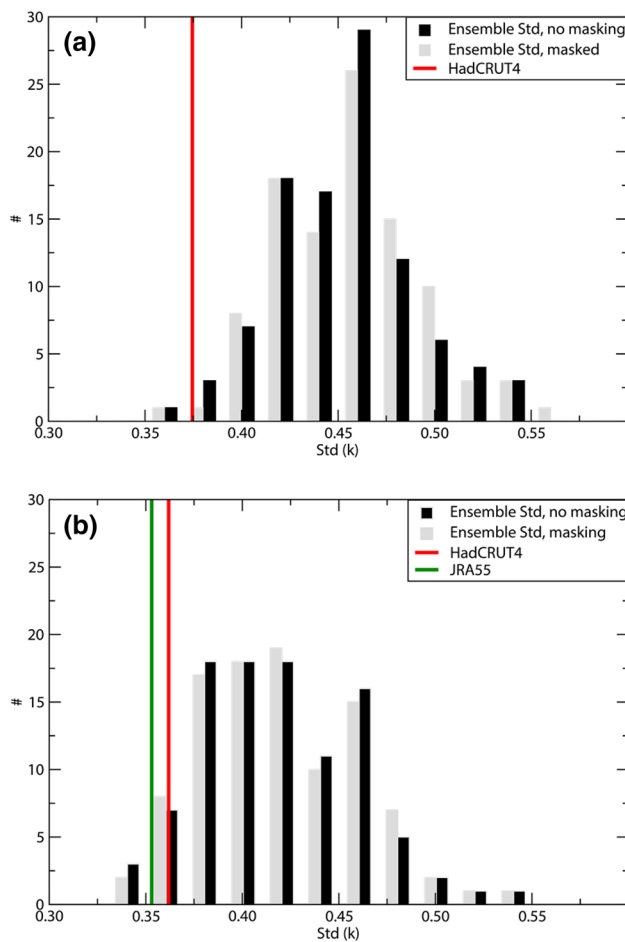 (a)
Ensemble Std, no masking
Ensemble Std, masked
HadCRUT4
30
25
20
15
10
5
0
#
0.30 0.35 0.40 0.45 0.50 0.55
Std (k)
(b)
Ensemble Std, no masking
Ensemble Std, masking
HadCRUT4
JRA55
30
25
20
15
10
5
0
#
0.30 0.35 0.40 0.45 0.50 0.55
Std (k)